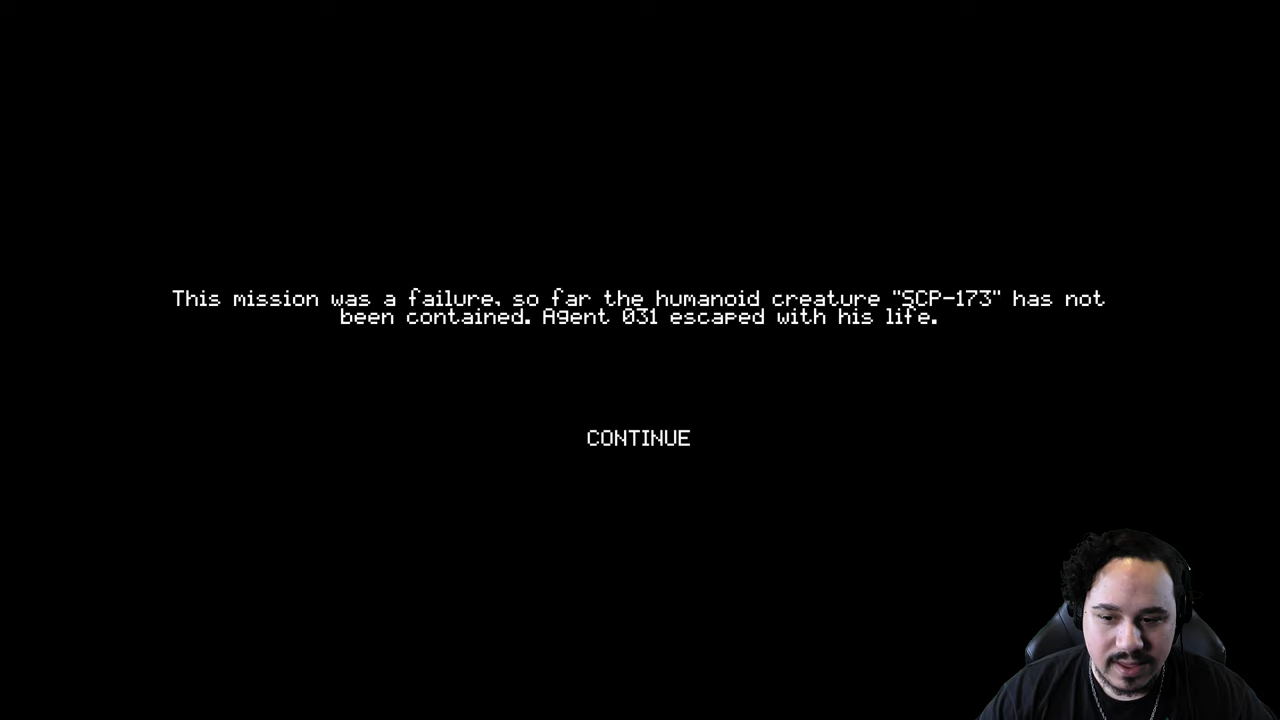 This mission was a failure, so far the humanoid creature "SCP-173" has not
been contained. Agent 031 escaped with his life.
CONTINUE